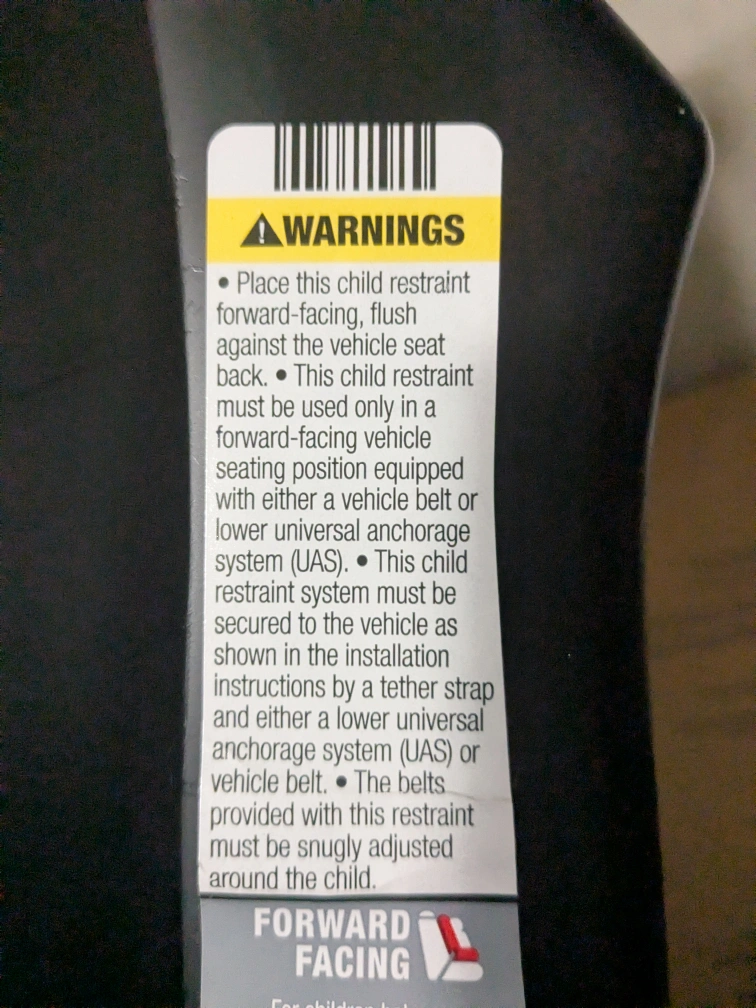 WARNINGS
• Place this child restraint
forward-facing, flush
against the vehicle seat
back. • This child restraint
must be used only in a
forward-facing vehicle
seating position equipped
with either a vehicle belt or
lower universal anchorage
system (UAS). • This child
restraint system must be
secured to the vehicle as
shown in the installation
instructions by a tether strap
and either a lower universal
anchorage system (UAS) or
vehicle belt. • The belts
provided with this restraint
must be snugly adjusted
around the child.
FORWARD
FACING
For children